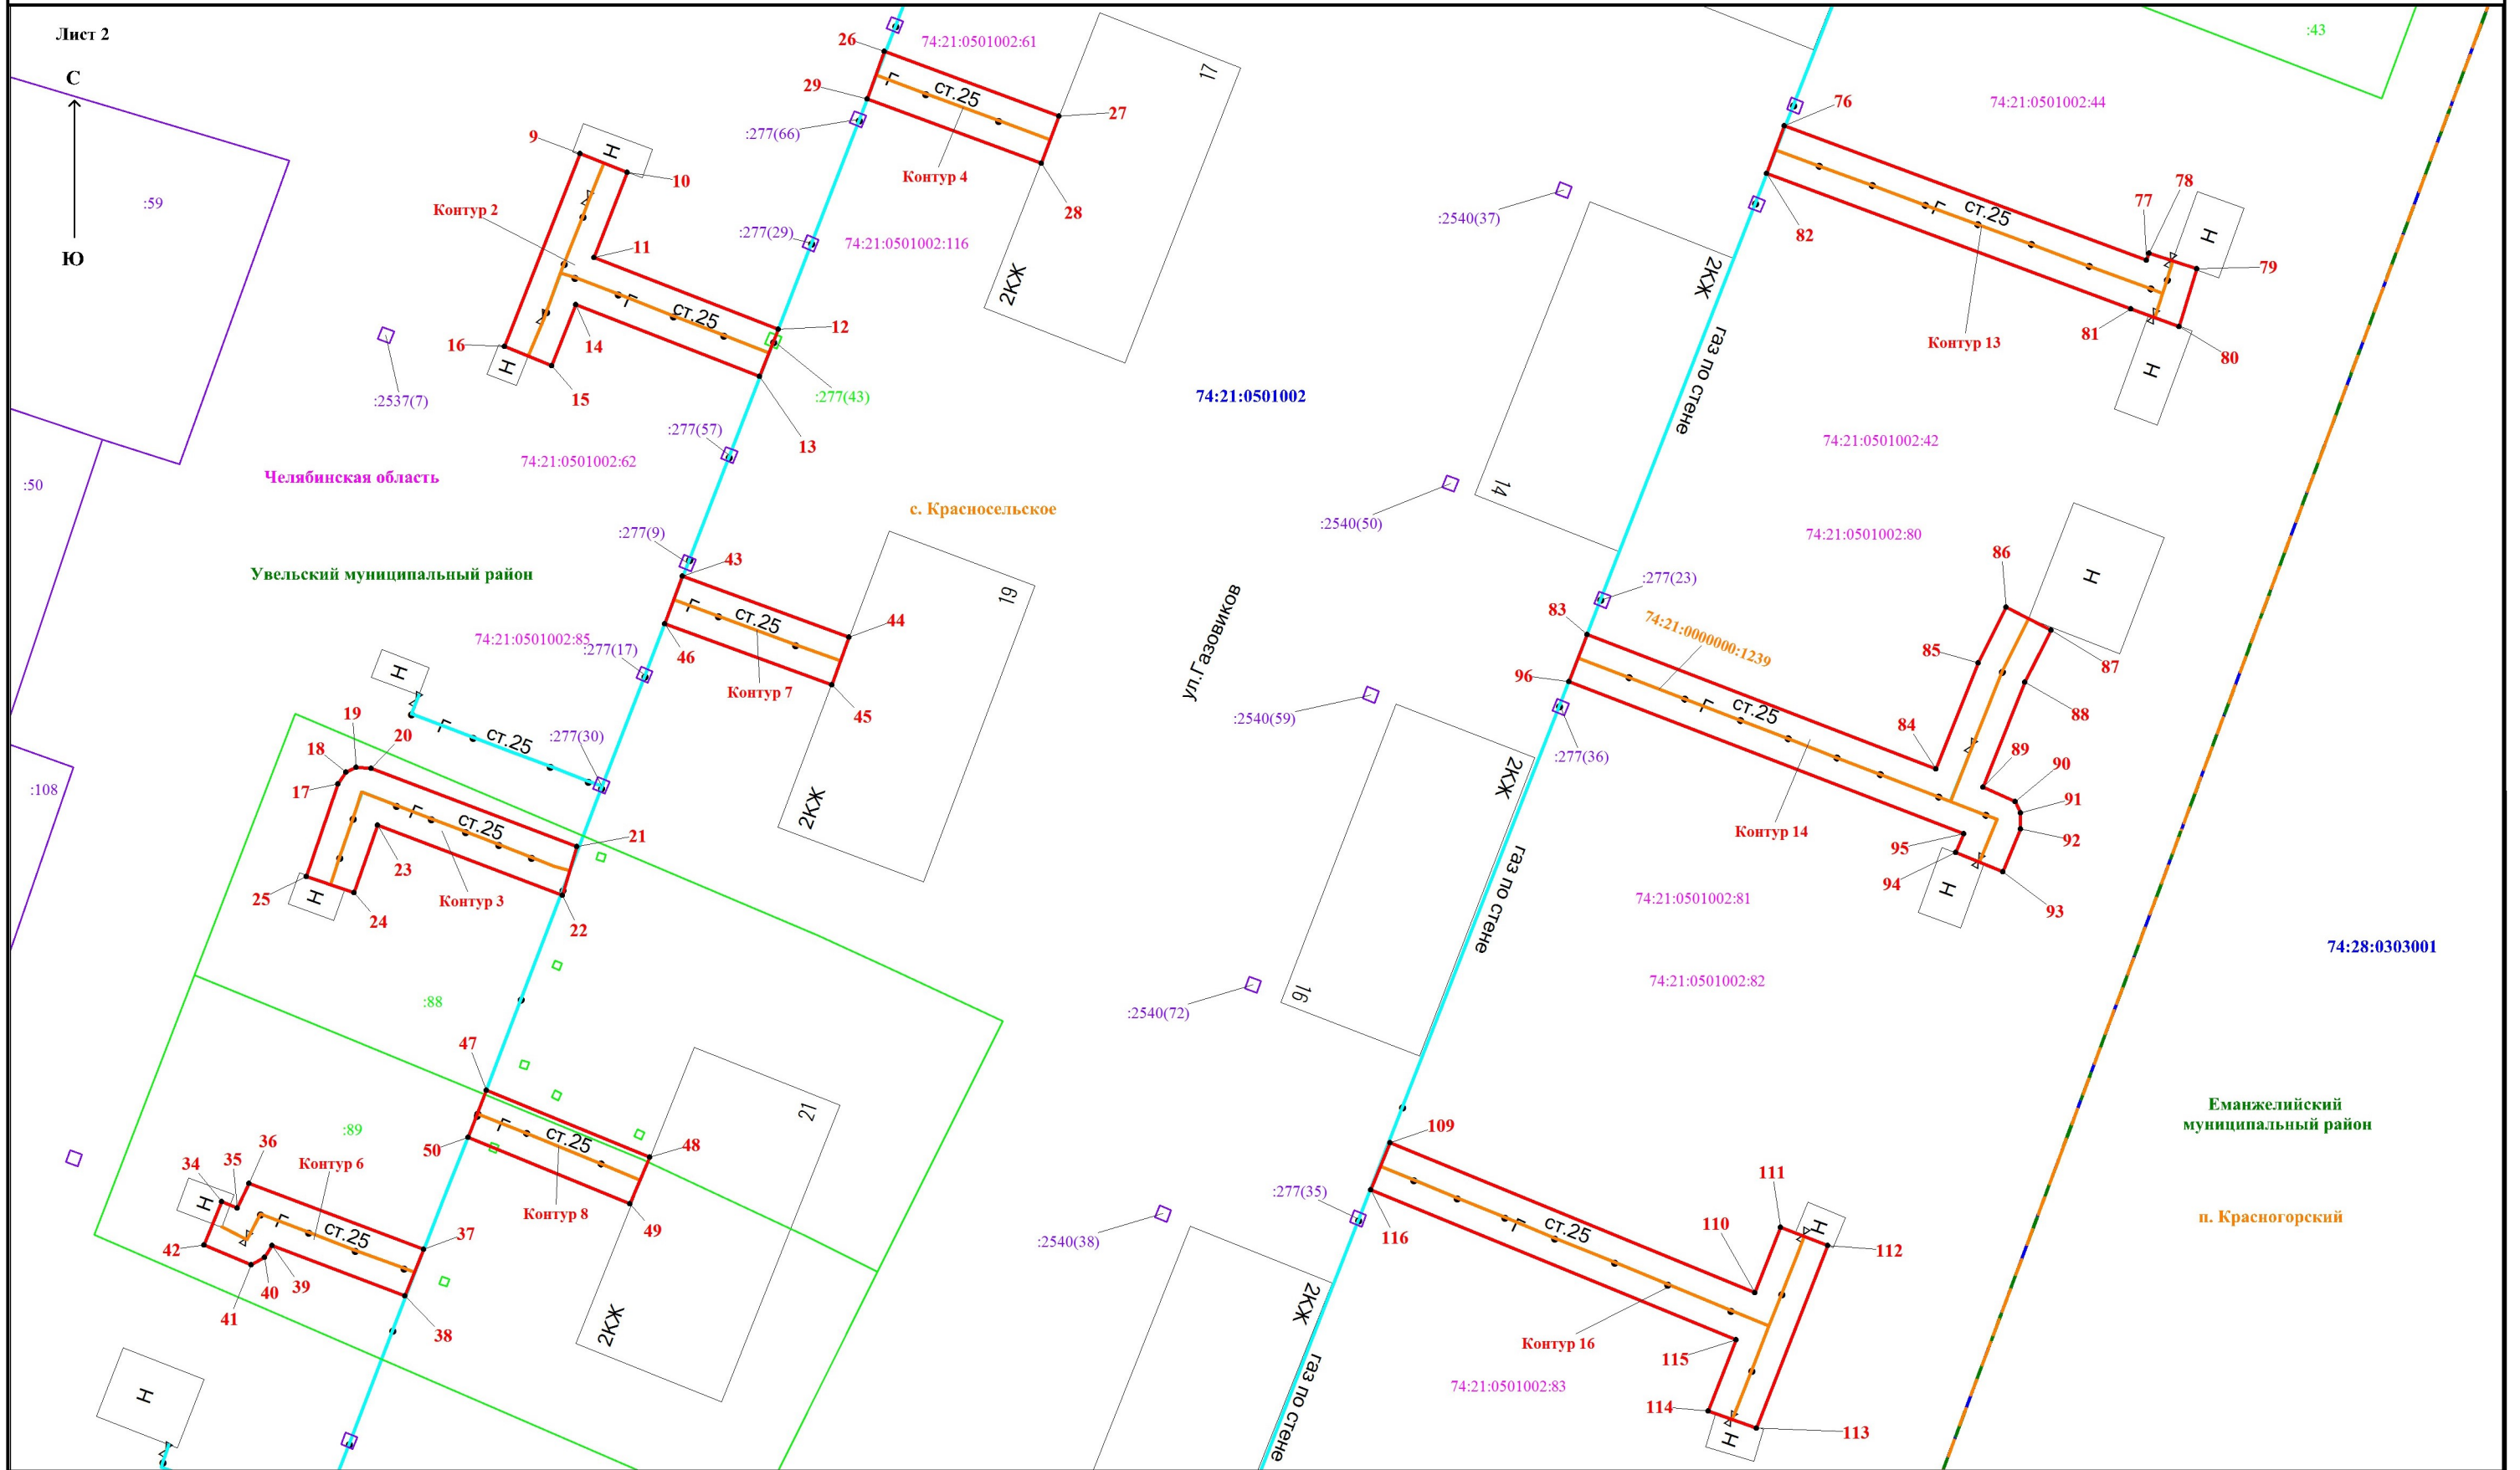 Лист 2
С
Ю
:59
:50
:108
26
74:21:0501002:61
29
ст.25
Г
27
17
:277(66)
Контур 4
28
2КЖ
9
Н
10
Контур 2
11
:277(29)
74:21:0501002:116
Г
ст.25
12
16
14
Н
15
:2537(7)
:277(43)
13
:277(57)
74:21:0501002:62
74:21:0501002
Челябинская область
с. Красносельское
:277(9)
43
Увельский муниципальный район
Г
ст.25
44
19
74:21:0501002:85
:277(17)
46
Контур 7
45
2КЖ
ул.Газовиков
Н
Г
ст.25
:277(30)
19
18
20
17
Г
ст.25
21
23
25
Н
24
Контур 3
22
:88
47
Г
ст.25
21
50
48
Контур 8
49
2КЖ
:89
36
34
35
Контур 6
Н
Г
ст.25
37
42
39
40
41
38
Н
:43
76
74:21:0501002:44
:2540(37)
82
Г
ст.25
78
77
Н
79
81
80
Контур 13
Н
2КЖ
газ по стене
14
:2540(50)
74:21:0501002:42
74:21:0501002:80
86
Н
:277(23)
83
74:21:0000000:1239
85
87
96
Г
ст.25
88
84
:2540(59)
:277(36)
89
90
91
92
Контур 14
95
94
Н
93
2КЖ
газ по стене
16
74:21:0501002:81
74:28:0303001
:2540(72)
74:21:0501002:82
109
Еманжелийский
муниципальный район
:277(35)
111
110
Г
ст.25
Н
116
112
:2540(38)
п. Красногорский
2КЖ
газ по стене
Контур 16
115
74:21:0501002:83
114
Н
113